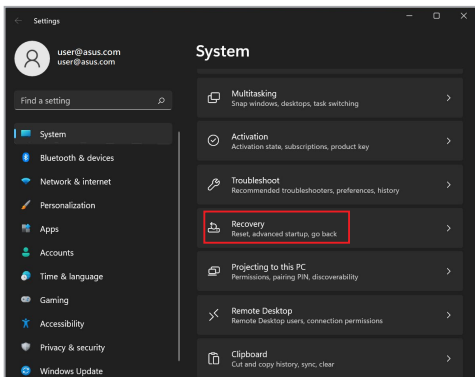 Settings
user@asus.com
user@asus.com
Find a setting
System
Bluetooth & devices
Network & internet
Personalization
Apps
Accounts
Time & language
Gaming
Accessibility
Privacy & security
Windows Update
System
Multitasking
Snap windows, desktops, task switching
Activation
Activation state, subscriptions, product key
Troubleshoot
Recommended troubleshooters, preferences, history
Recovery
Reset, advanced startup, go back
Projecting to this PC
Permissions, pairing PIN, discoverability
Remote Desktop
Remote Desktop users, connection permissions
Clipboard
Cut and copy history, sync, clear